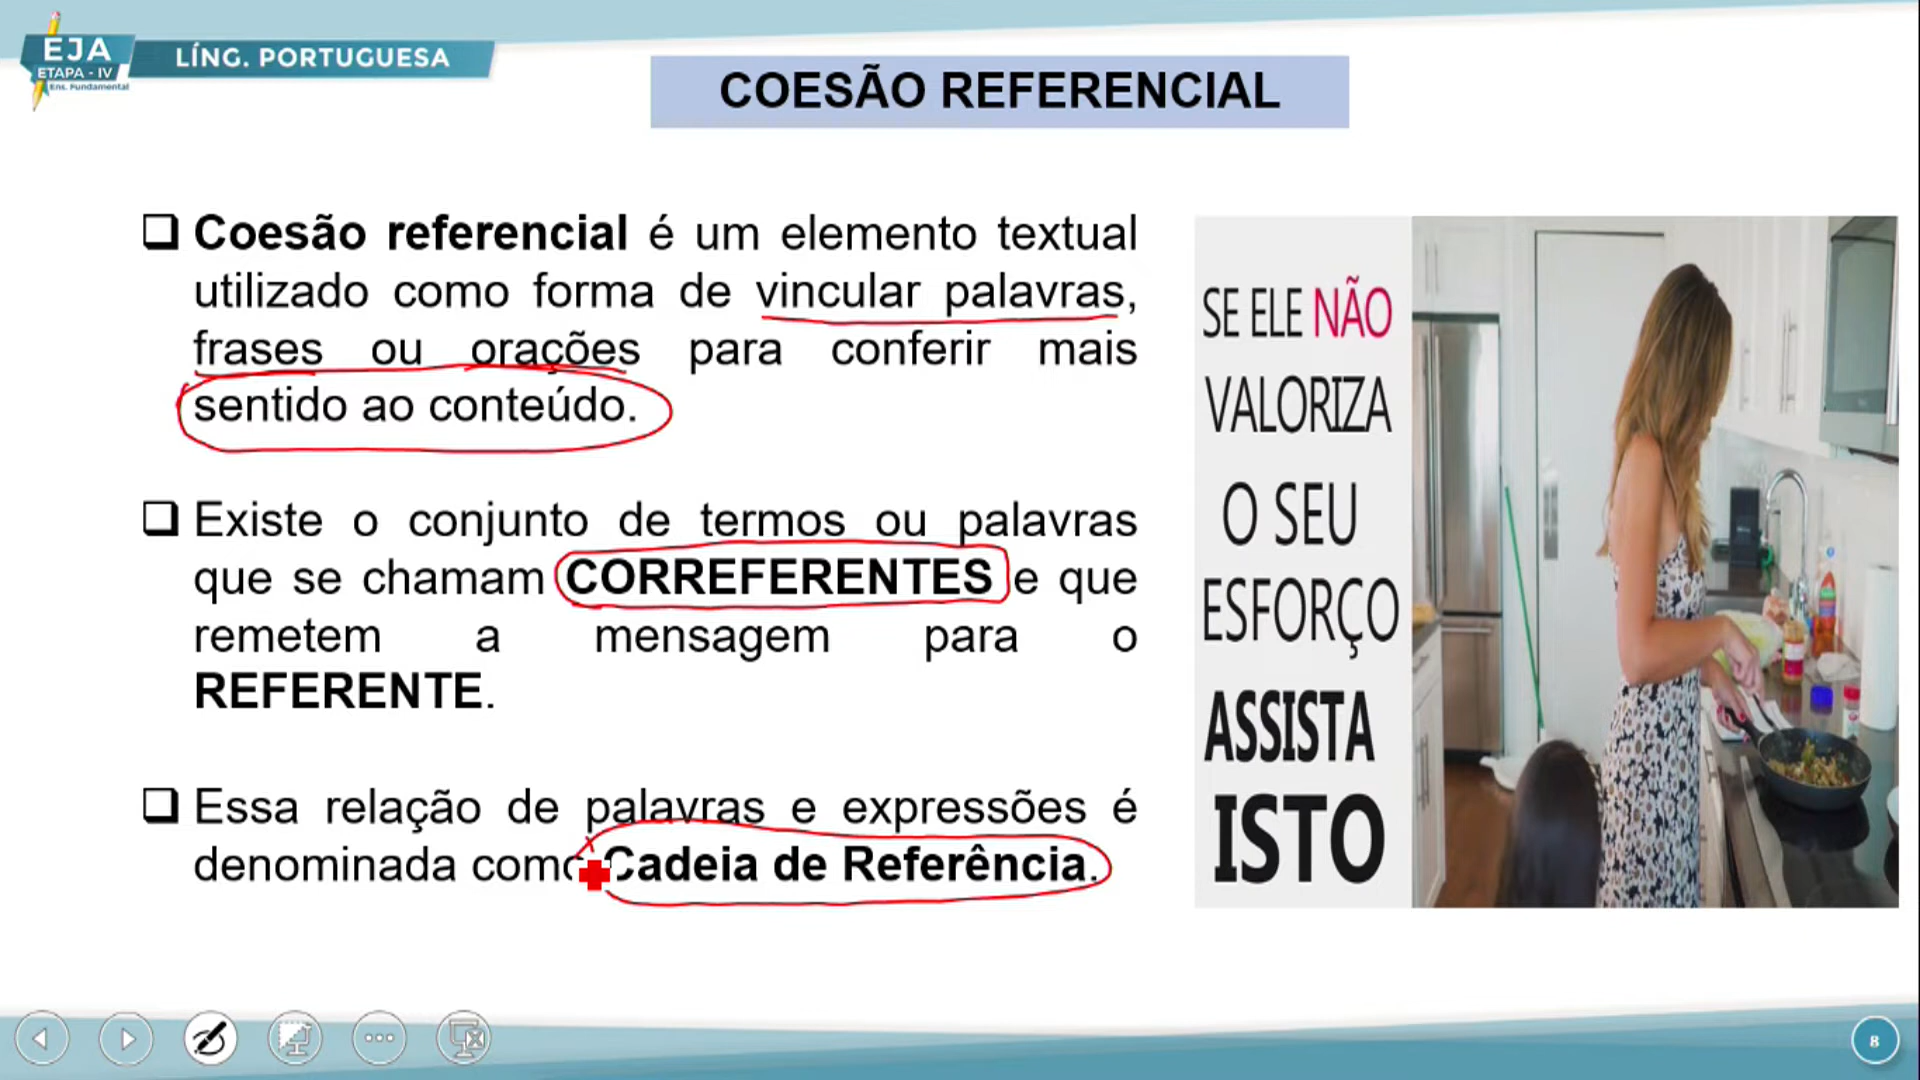 EJA
ETAPA - IV
Ens. Fundamental
LÍNG. PORTUGUESA
COESÃO REFERENCIAL
Coesão referencial é um elemento textual
utilizado como forma de vincular palavras,
frases ou orações para conferir mais
sentido ao conteúdo.
Existe o conjunto de termos ou palavras
que se chamam CORREFERENTES e que
remetem a mensagem para o
REFERENTE.
Essa relação de palavras e expressões é
denominada como Cadeia de Referência.
SE ELE NÃO
VALORIZA
O SEU
ESFORÇO
ASSISTA
ISTO
8